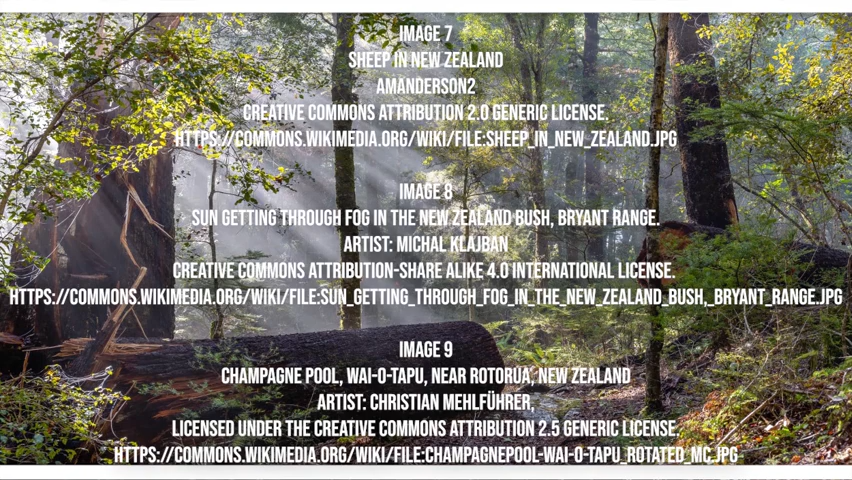 IMAGE 7
SHEEP IN NEW ZEALAND
AMANDERSON2
CREATIVE COMMONS ATTRIBUTION 2.0 GENERIC LICENSE.
HTTPS://COMMONS.WIKIMEDIA.ORG/WIKI/FILE:SHEEP_IN_NEW_ZEALAND.JPG
IMAGE 8
SUN GETTING THROUGH FOG IN THE NEW ZEALAND BUSH, BRYANT RANGE.
ARTIST: MICHAL KLAJBAN
CREATIVE COMMONS ATTRIBUTION-SHARE ALIKE 4.0 INTERNATIONAL LICENSE.
HTTPS://COMMONS.WIKIMEDIA.ORG/WIKI/FILE:SUN_GETTING_THROUGH_FOG_IN_THE_NEW_ZEALAND_BUSH,_BRYANT_RANGE.JPG
IMAGE 9
CHAMPAGNE POOL, WAI-O-TAPU, NEAR ROTORUA, NEW ZEALAND
ARTIST: CHRISTIAN MEHLFÜHRER,
LICENSED UNDER THE CREATIVE COMMONS ATTRIBUTION 2.5 GENERIC LICENSE.
HTTPS://COMMONS.WIKIMEDIA.ORG/WIKI/FILE:CHAMPAGNEPOOL-WAI-O-TAPU_ROTATED_MC.JPG